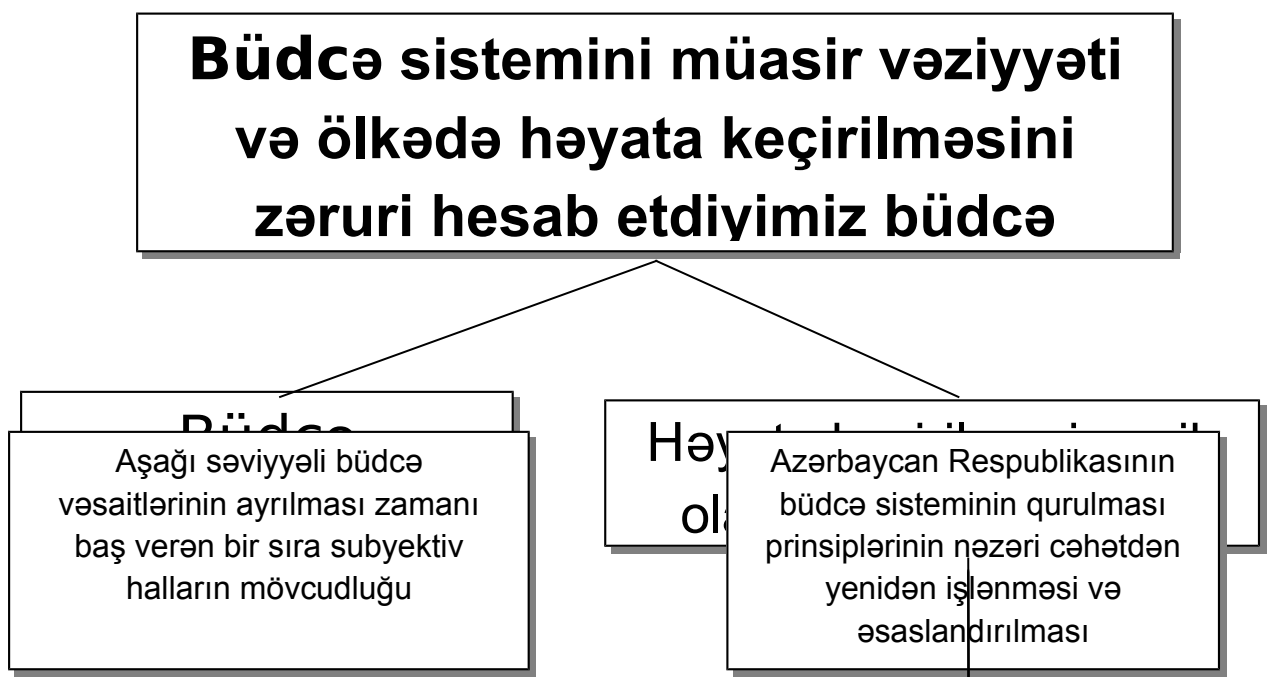 Büdcə sistemini müasir vəziyyəti
və ölkədə həyata keçirilməsini
zəruri hesab etdiyimiz büdcə
Büdcə
Aşağı səviyyəli büdcə
vəsaitlərinin ayrılması zamanı
baş verən bir sıra subyektiv
halların mövcudluğu
Azərbaycan Respublikasının
büdcə sisteminin qurulması
prinsiplərinin nəzəri cəhətdən
yenidən işlənməsi və
əsaslandırılması